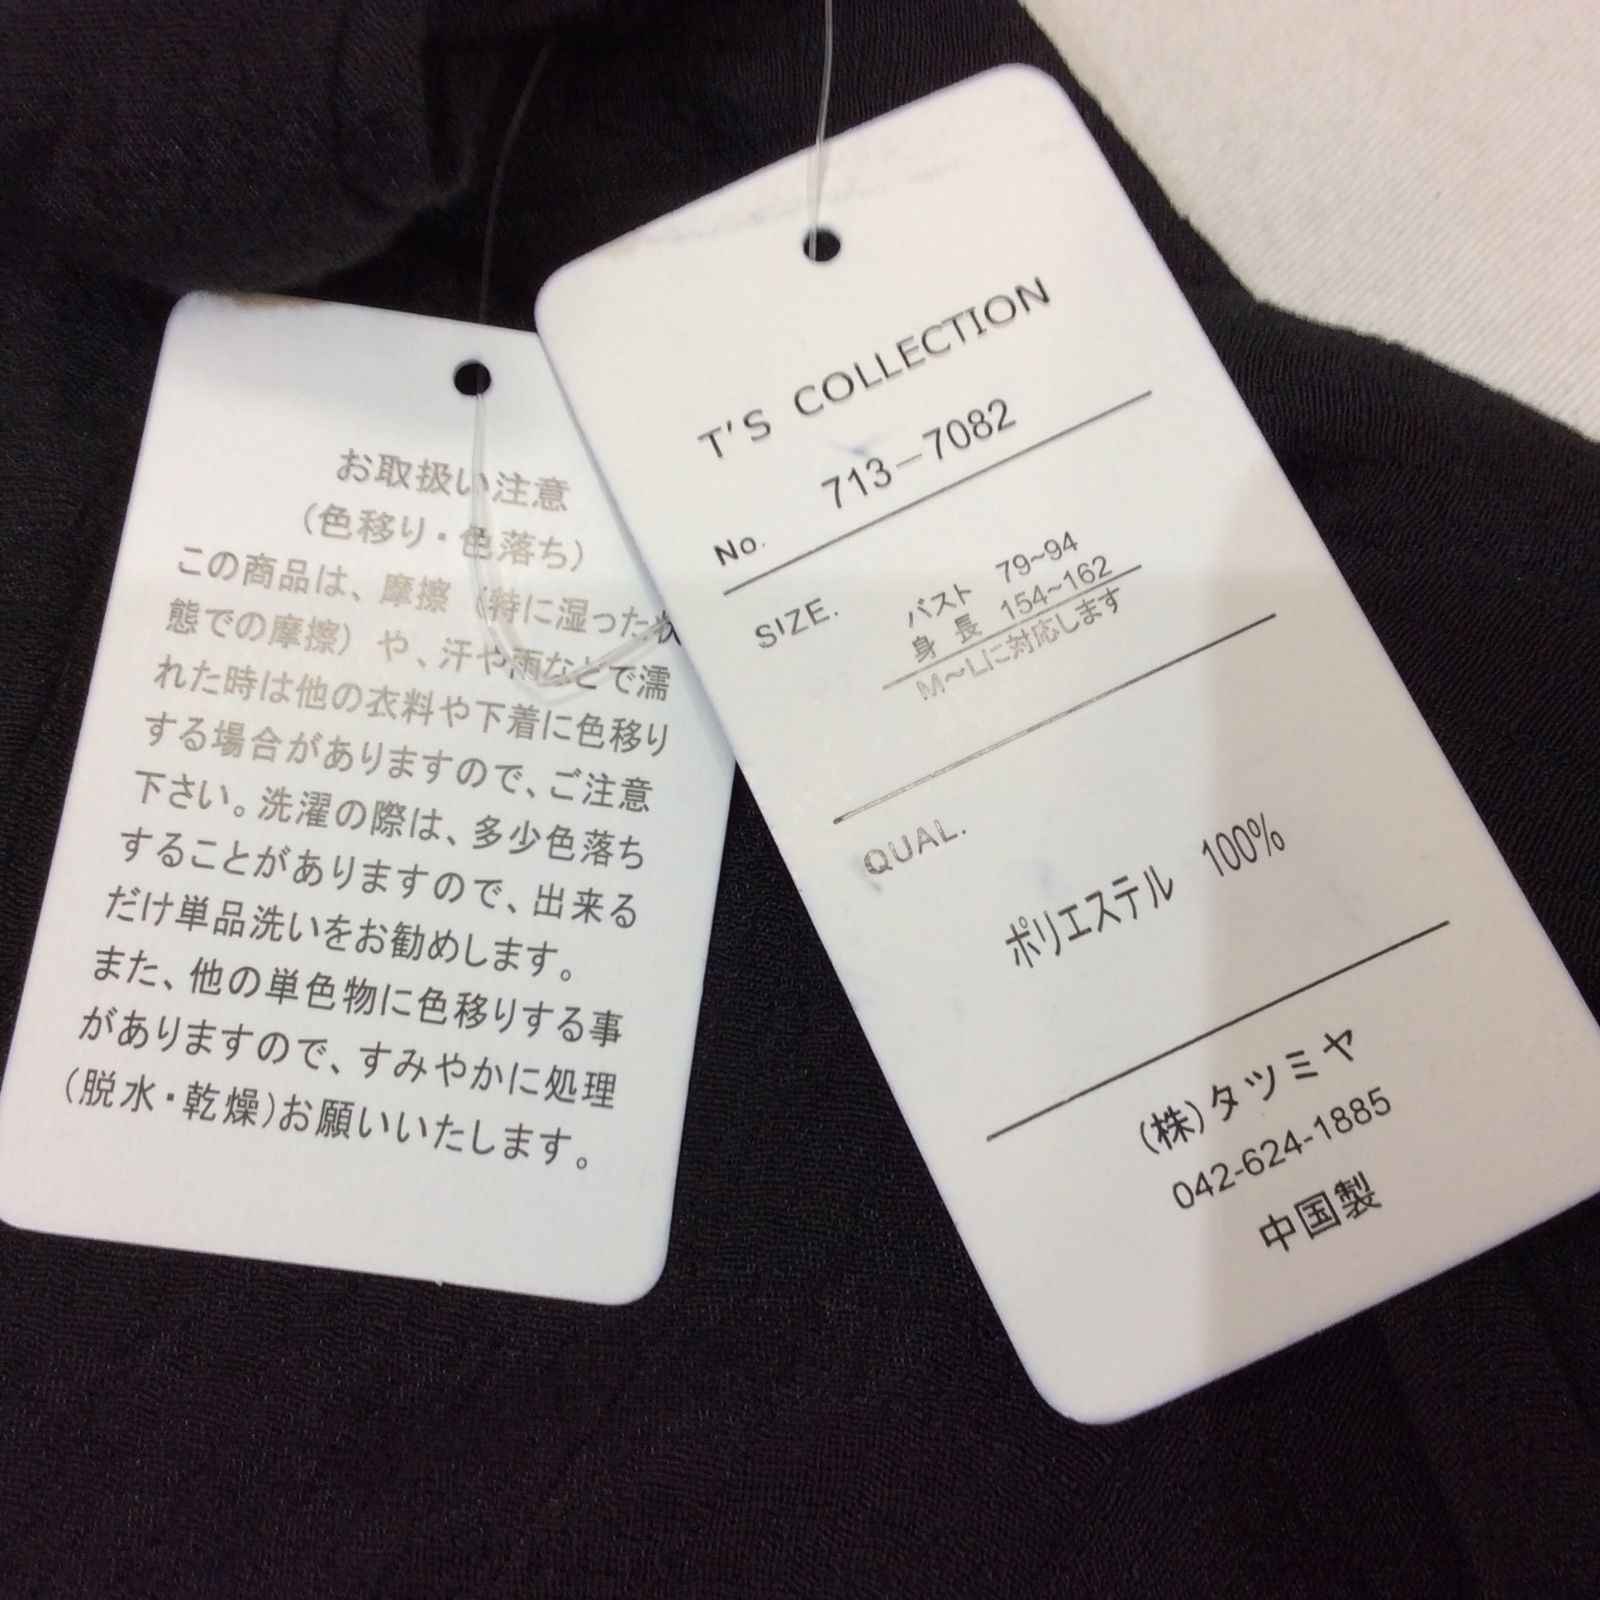 お取扱い注意
(色移り・色落ち)
この商品は、摩擦(特に湿った状
態での摩擦)や、汗や雨などで濡
れた時は他の衣料や下着に色移り
する場合がありますので、ご注意
下さい。洗濯の際は、多少色落ち
することがありますので、出来る
だけ単品洗いをお勧めします。
また、他の単色物に色移りする事
がありますので、すみやかに処理
(脱水・乾燥)お願いいたします。
T'S COLLECTION
No. 713-7082
SIZE. バスト 79~94
身長 154~162
M~Lに対応します
QUAL.
ポリエステル 100%
(株)タツミヤ
042-624-1885
中国製